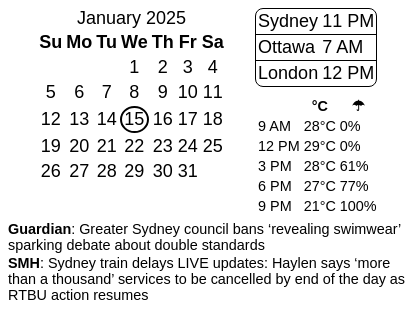 January 2025
Su Mo Tu We Th Fr Sa
1 2 3 4
5 6 7 8 9 10 11
12 13 14 15 16 17 18
19 20 21 22 23 24 25
26 27 28 29 30 31
Sydney 11 PM
Ottawa 7 AM
London 12 PM
°C ☂
9 AM 28°C 0%
12 PM 29°C 0%
3 PM 28°C 61%
6 PM 27°C 77%
9 PM 21°C 100%
Guardian: Greater Sydney council bans ‘revealing swimwear’
sparking debate about double standards
SMH: Sydney train delays LIVE updates: Haylen says ‘more
than a thousand’ services to be cancelled by end of the day as
RTBU action resumes